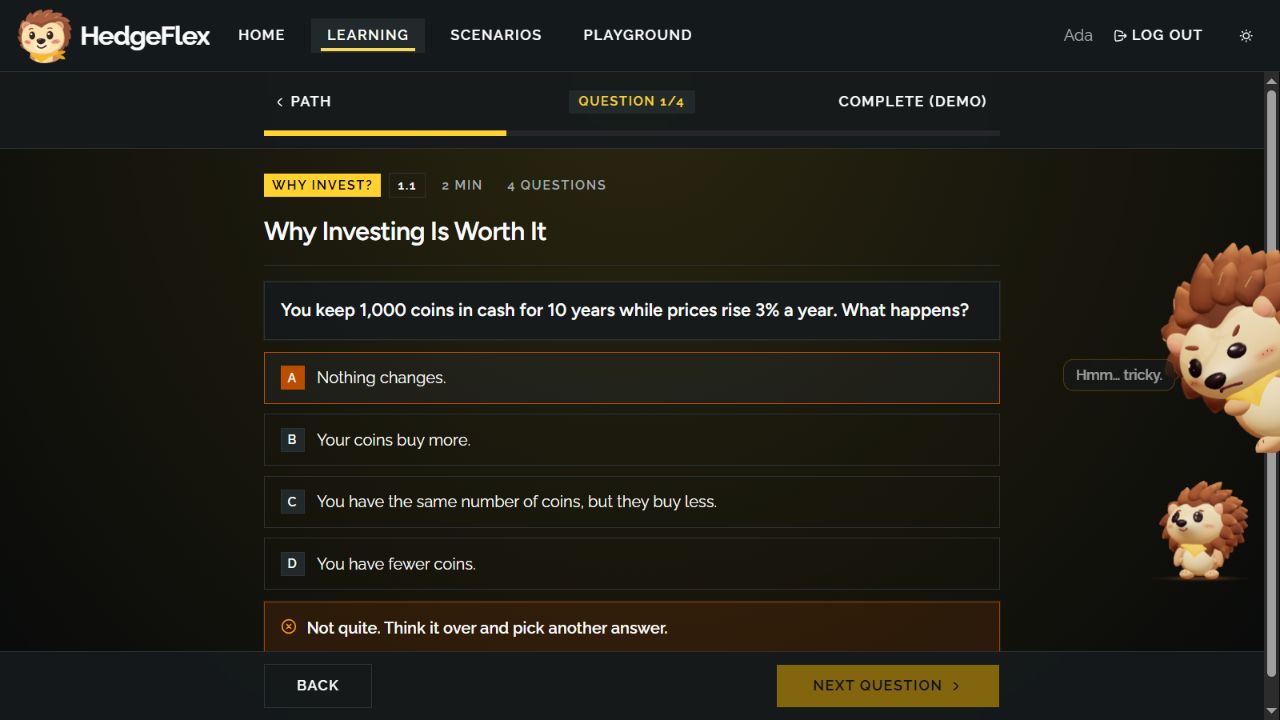 HedgeFlex
HOME
LEARNING
SCENARIOS
PLAYGROUND
Ada
LOG OUT
PATH
QUESTION 1/4
COMPLETE (DEMO)
WHY INVEST?
1.1
2 MIN
4 QUESTIONS
Why Investing Is Worth It
You keep 1,000 coins in cash for 10 years while prices rise 3% a year. What happens?
A Nothing changes.
Hmm... tricky.
B Your coins buy more.
C You have the same number of coins, but they buy less.
D You have fewer coins.
Not quite. Think it over and pick another answer.
BACK
NEXT QUESTION